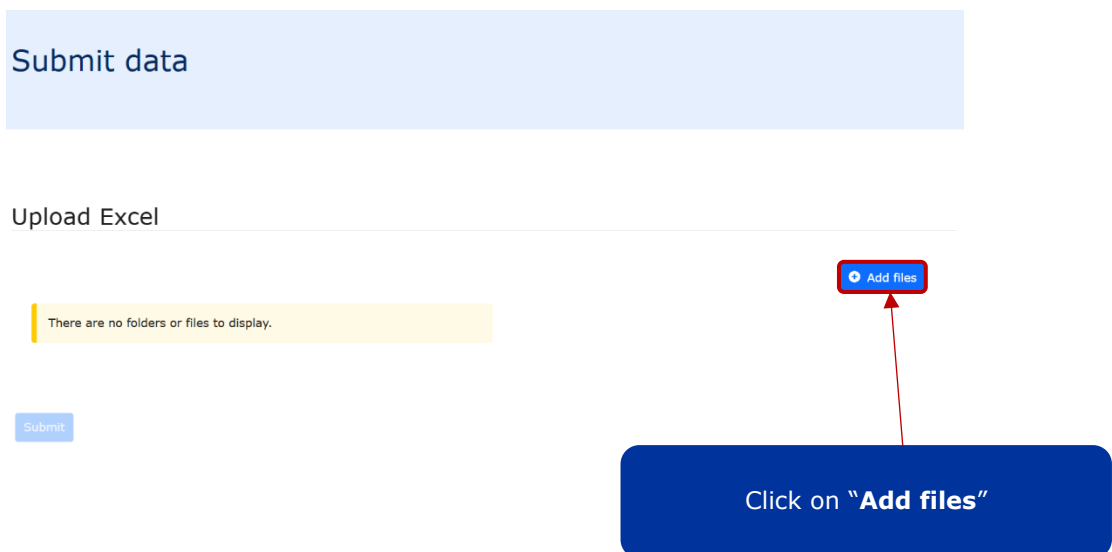 Submit data
Upload Excel
Add files
There are no folders or files to display.
Submit
Click on “Add files”